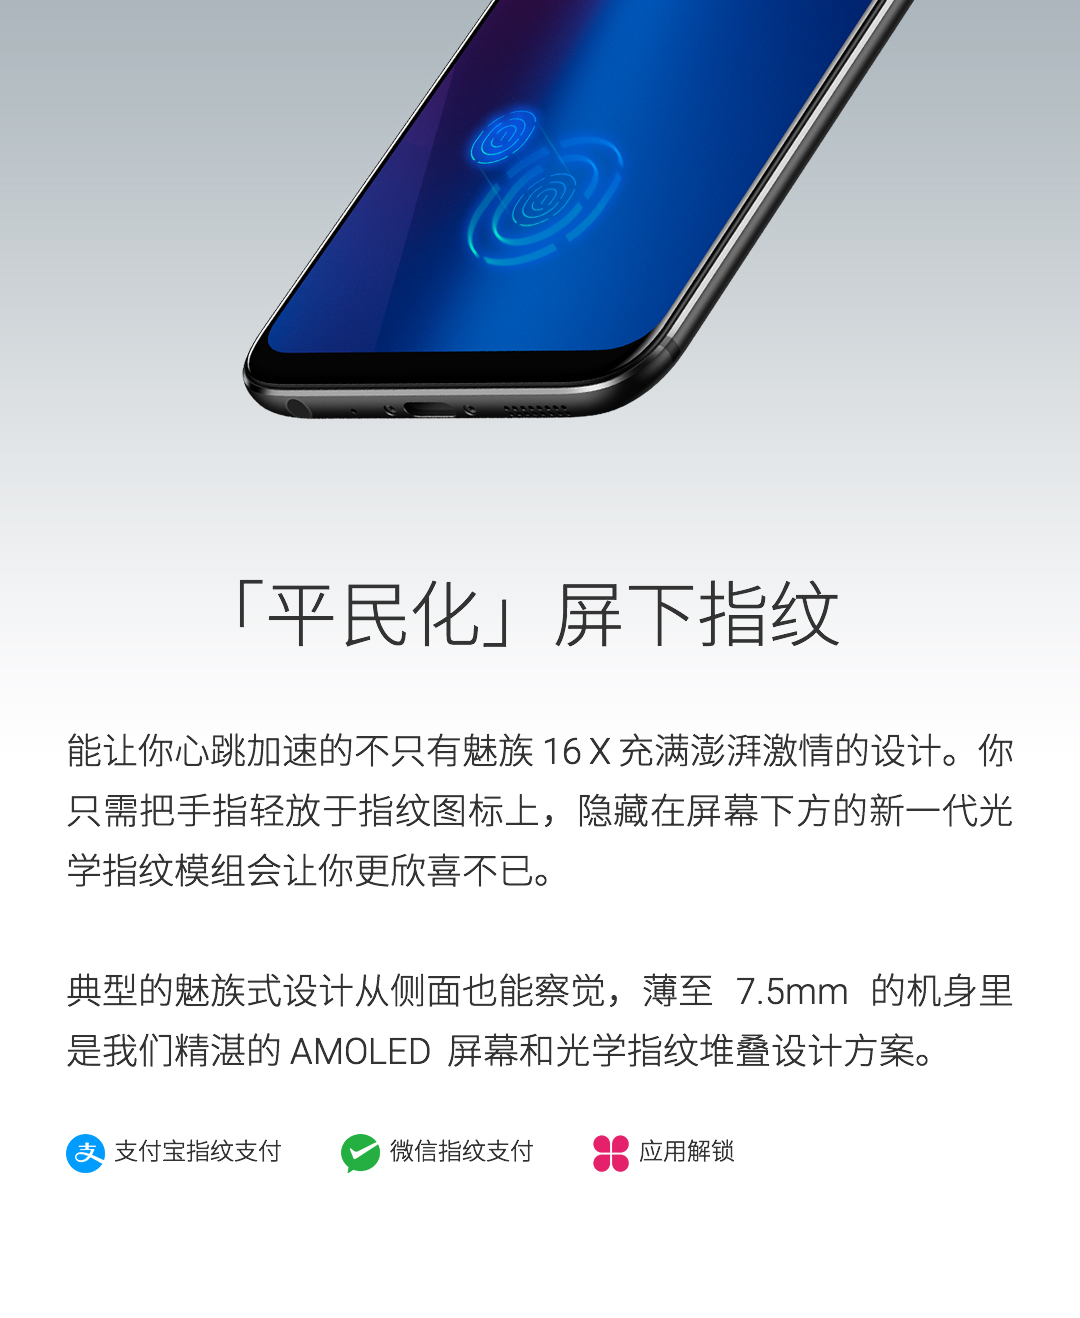 「平民化」屏下指纹
能让你心跳加速的不只有魅族 16 X 充满澎湃激情的设计。你
只需把手指轻放于指纹图标上，隐藏在屏幕下方的新一代光
学指纹模组会让你更欣喜不已。
典型的魅族式设计从侧面也能察觉，薄至 7.5mm 的机身里
是我们精湛的 AMOLED 屏幕和光学指纹堆叠设计方案。
支付宝指纹支付
微信指纹支付
应用解锁